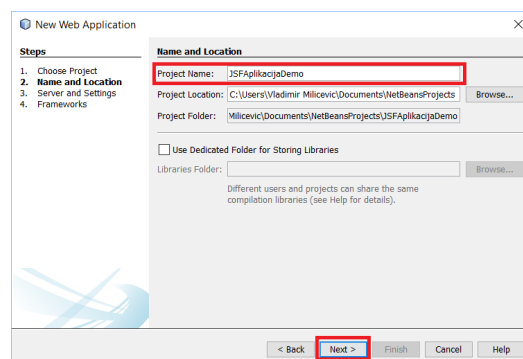 New Web Application
Steps
1. Choose Project
2. Name and Location
3. Server and Settings
4. Frameworks
Name and Location
Project Name: JSFAplikacijaDemo
Project Location: C:\Users\Vladimir Milicevic\Documents\NetBeansProjects Browse...
Project Folder: Milicevic\Documents\NetBeansProjects\JSFAplikacijaDemo
Use Dedicated Folder for Storing Libraries
Libraries Folder: Browse...
Different users and projects can share the same
compilation libraries (see Help for details).
< Back Next > Finish Cancel Help